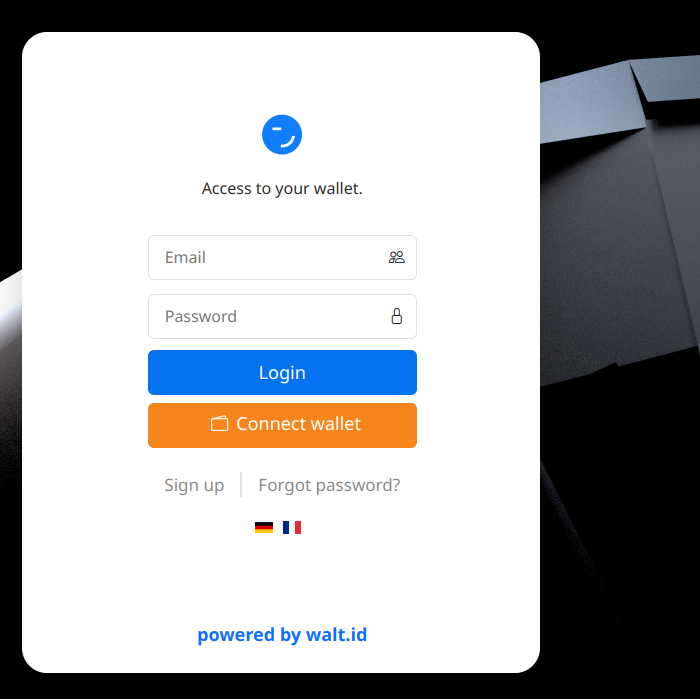 Access to your wallet.
Email
Password
Login
Connect wallet
Sign up
Forgot password?
powered by walt.id